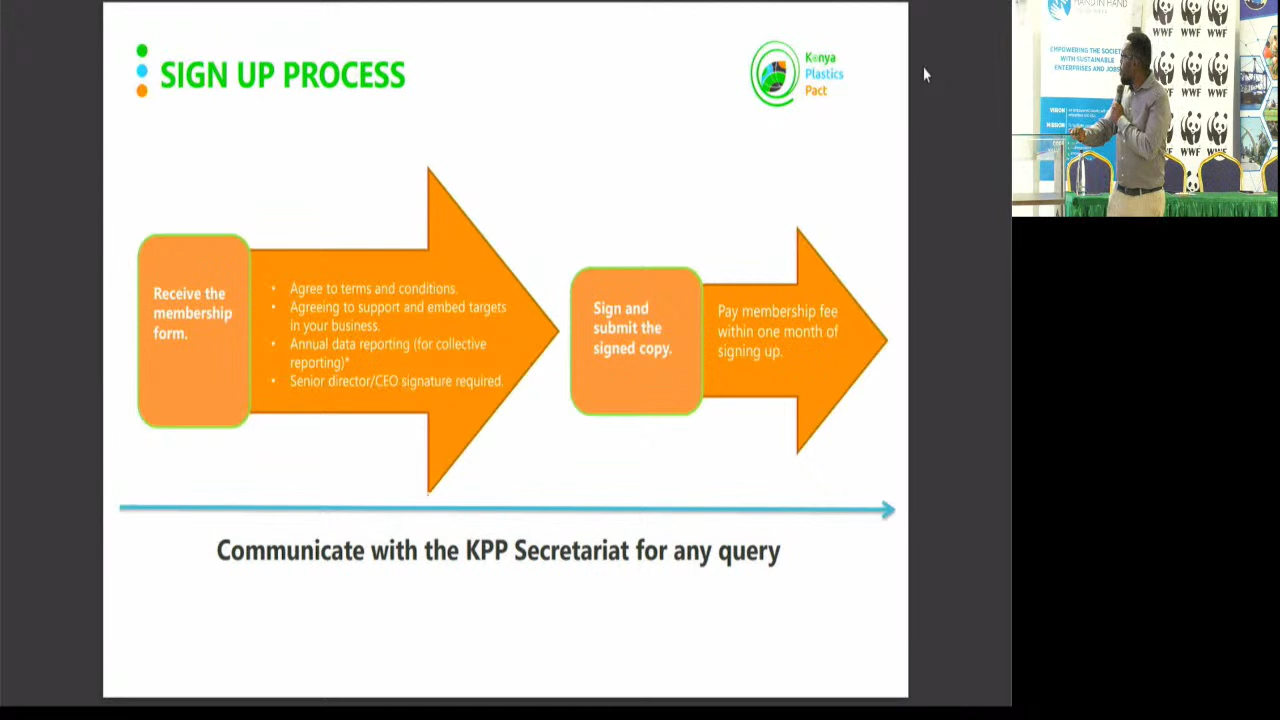 SIGN UP PROCESS
Kenya
Plastics
Pact
Receive the
membership
form.
• Agree to terms and conditions.
• Agreeing to support and embed targets
in your business.
• Annual data reporting (for collective
reporting)*
• Senior director/CEO signature required.
Sign and
submit the
signed copy.
Pay membership fee
within one month of
signing up.
Communicate with the KPP Secretariat for any query
HAND IN HAND
EMPOWERING THE SOCIETY
WITH SUSTAINABLE
ENTERPRISES AND JOBS
VISION
MISSION
WWF
WWF
WWF
WWF
WWF
WWF
WWF
WWF